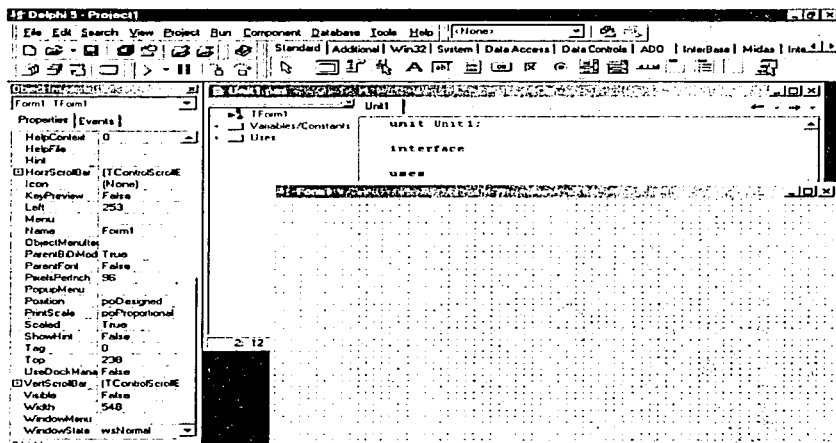 Delphi 5 - Project1
File Edit Search View Project Run Component Database Tools Help <None>
Standard Additional Win32 System Data Access Data Controls ADO InterBase Midas
Form1 TForm1
Properties Events
HelpContext 0
HelpFile
Hint
HorzScrollBar (TControlScrollE
Icon (None)
KeyPreview False
Left 253
Menu
Name Form1
ObjectMenuIte
ParentBiDiMod True
ParentFont False
PixelsPerInch 96
PopupMenu
Position poDesigned
PrintScale poProportional
Scaled True
ShowHint False
Tag 0
Top 238
UseDockMana False
VertScrollBar (TControlScrollE
Visible False
Width 548
WindowMenu
WindowState wsNormal
TForm1
Variables/Constants
Uses
Unit1
unit Unit1;
interface
uses
2: 12
Form1